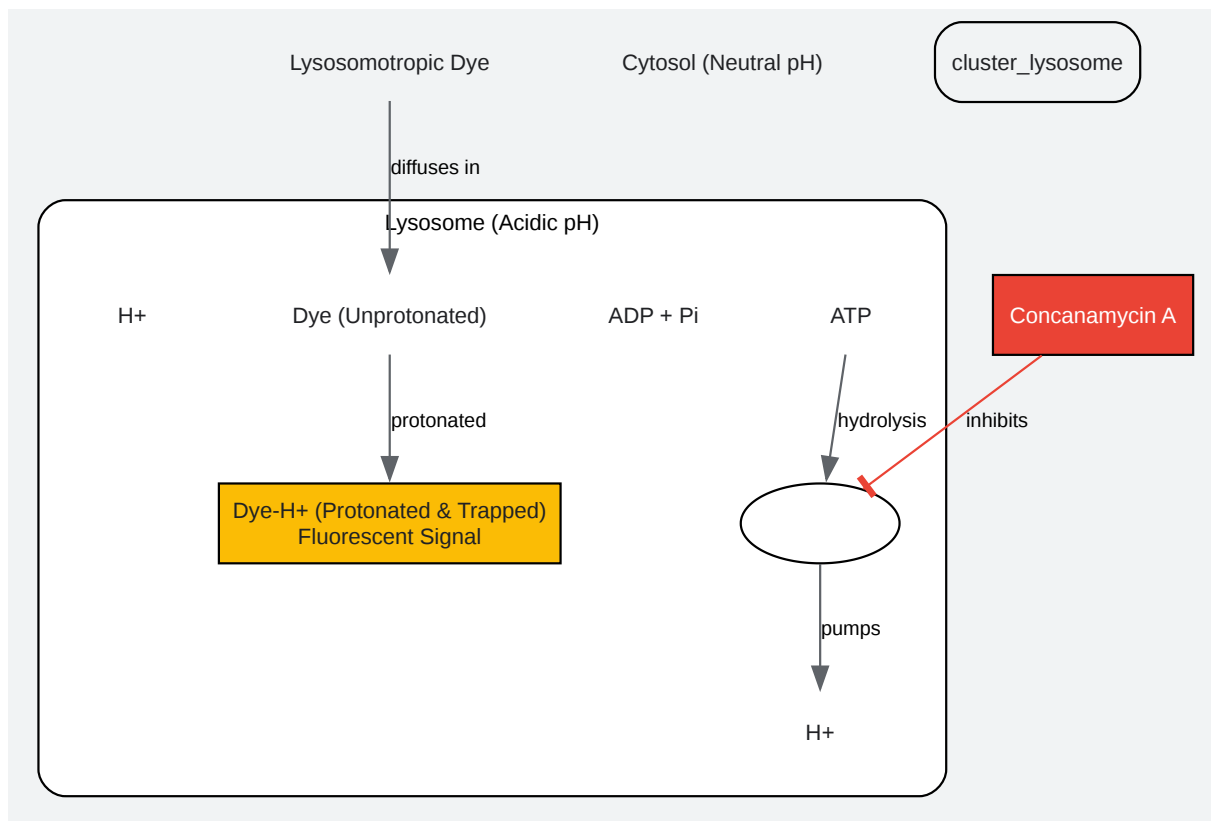 Lysosomotropic Dye
Cytosol (Neutral pH)
cluster_lysosome
diffuses in
Lysosome (Acidic pH)
H+
Dye (Unprotonated)
ADP + Pi
ATP
Concanamycin A
protonated
hydrolysis
inhibits
Dye-H+ (Protonated & Trapped)
Fluorescent Signal
pumps
H+